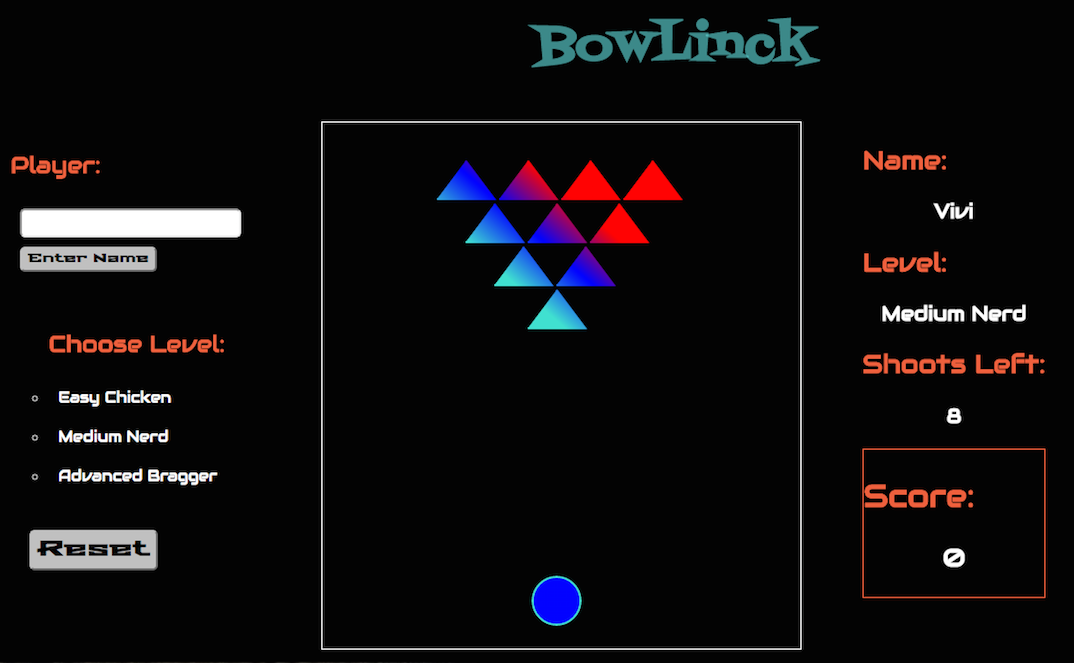 BowLinck
Player:
Enter Name
Choose Level:
Easy Chicken
Medium Nerd
Advanced Bragger
Reset
Name:
Vivi
Level:
Medium Nerd
Shoots Left:
8
Score:
0